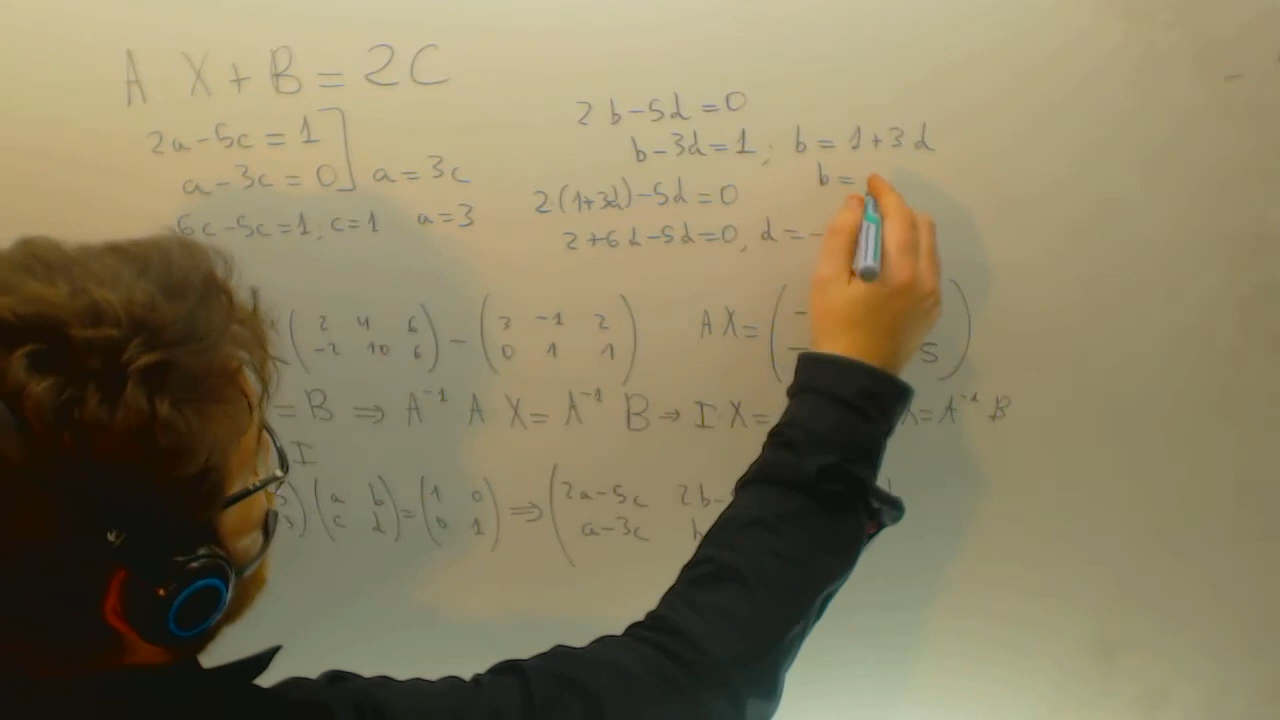 A X + B = 2C
2a-5c = 1
a-3c = 0 a = 3c
6c-5c=1, c=1 a=3
2b-5d=0
b-3d=1; b = 1+3d
b =
2·(1+3d)-5d=0
2+6d-5d=0, d=-
( 2 4 6 ) - ( 3 -1 2 ) A X =
-2 10 6 0 1 1 5
= B ⇒ A⁻¹ A X = A⁻¹ B → I X = X = A⁻¹ B
I
( a b ) = ( 1 0 ) ⇒ ( 2a-5c 2b-
3 ) c d 0 1 a-3c b